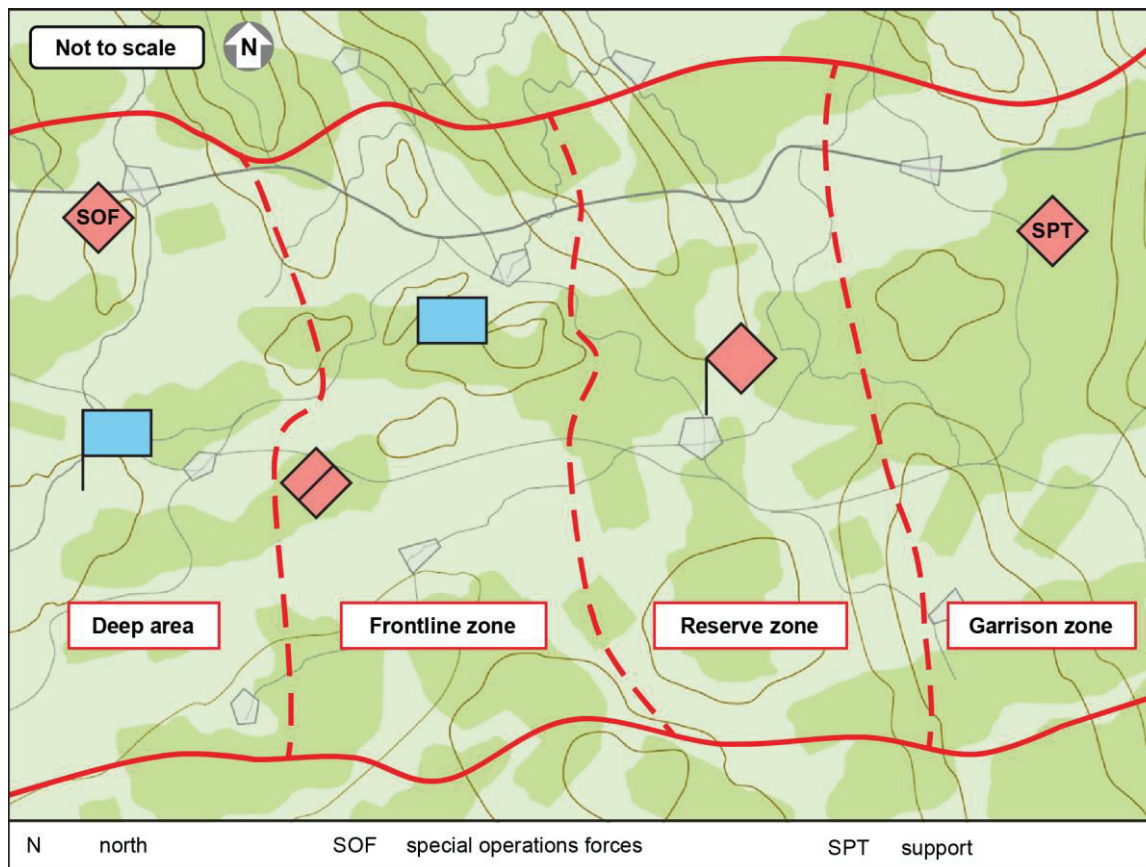 Not to scale
N
SOF
SPT
Deep area
Frontline zone
Reserve zone
Garrison zone
N north SOF special operations forces SPT support